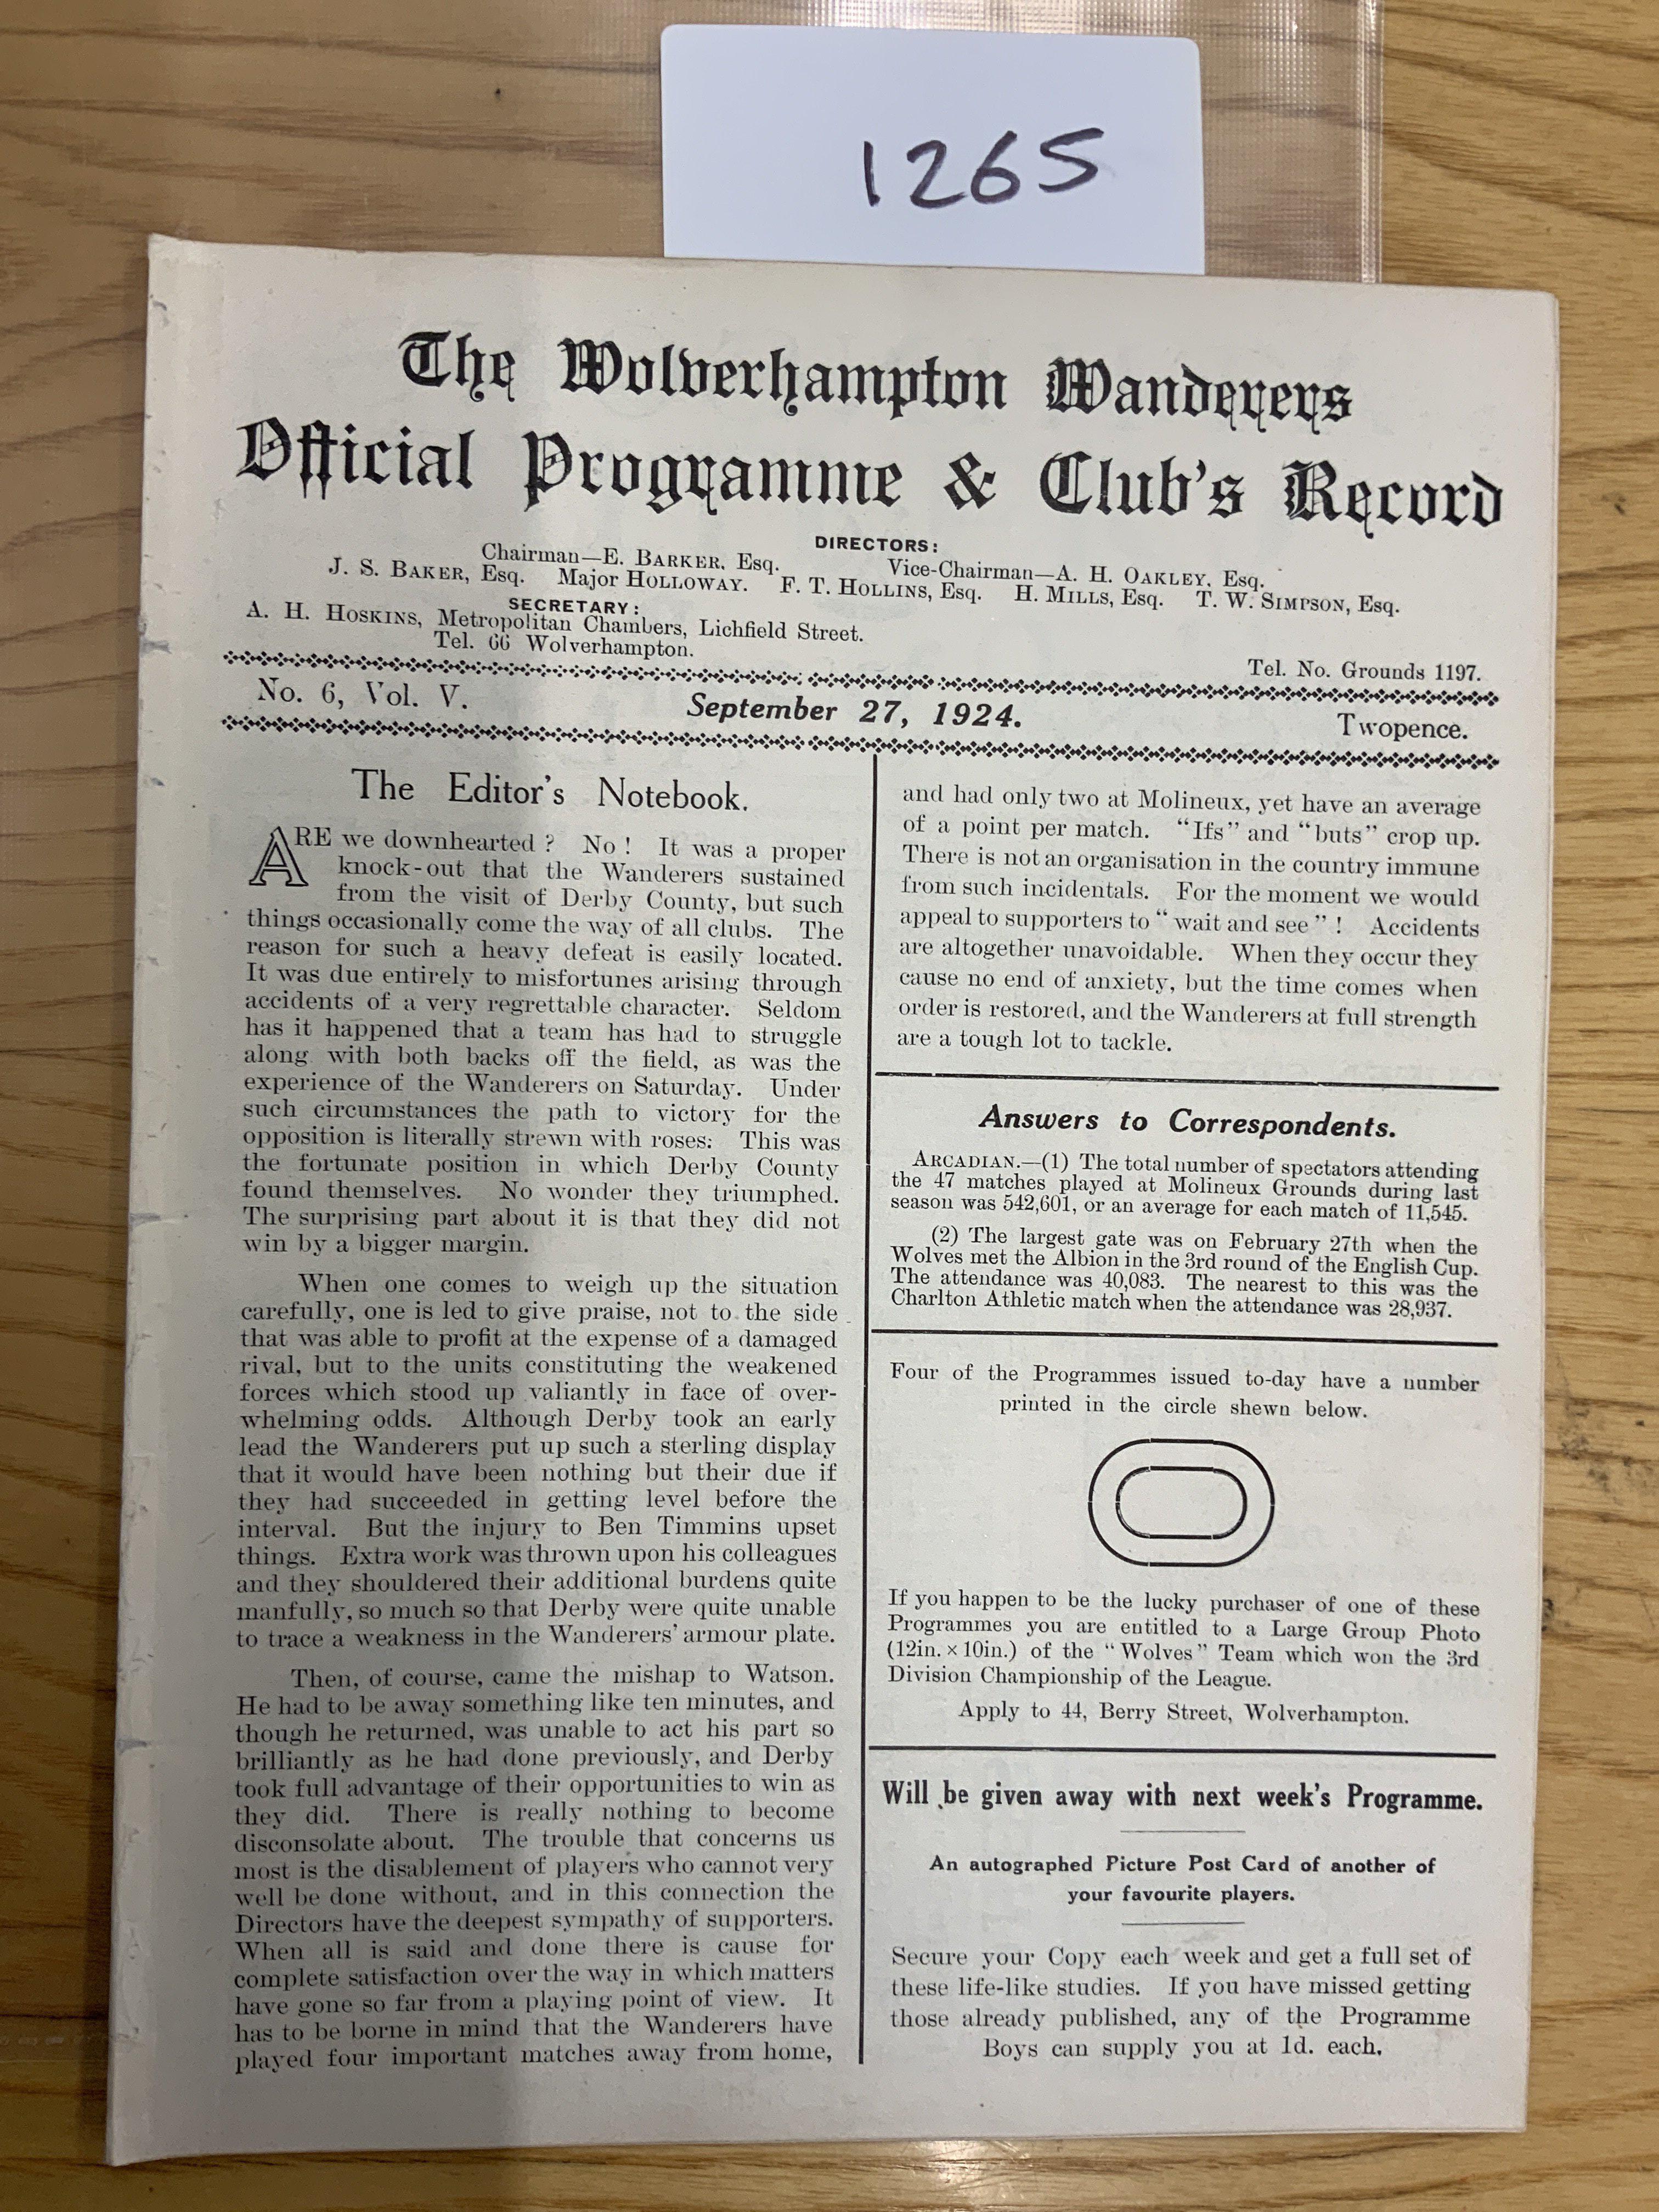 1265
The Wolverhampton Wanderers
Official Programme & Club's Record
DIRECTORS:
Chairman—E. BARKER, Esq. Vice-Chairman—A. H. OAKLEY, Esq.
J. S. BAKER, Esq. Major HOLLOWAY. F. T. HOLLINS, Esq. H. MILLS, Esq. T. W. SIMPSON, Esq.
SECRETARY:
A. H. HOSKINS, Metropolitan Chambers, Lichfield Street.
Tel. 66 Wolverhampton.
Tel. No. Grounds 1197.
No. 6, Vol. V. September 27, 1924. Twopence.
The Editor's Notebook.
ARE we downhearted ? No ! It was a proper
knock-out that the Wanderers sustained
from the visit of Derby County, but such
things occasionally come the way of all clubs. The
reason for such a heavy defeat is easily located.
It was due entirely to misfortunes arising through
accidents of a very regrettable character. Seldom
has it happened that a team has had to struggle
along with both backs off the field, as was the
experience of the Wanderers on Saturday. Under
such circumstances the path to victory for the
opposition is literally strewn with roses: This was
the fortunate position in which Derby County
found themselves. No wonder they triumphed.
The surprising part about it is that they did not
win by a bigger margin.
When one comes to weigh up the situation
carefully, one is led to give praise, not to the side
that was able to profit at the expense of a damaged
rival, but to the units constituting the weakened
forces which stood up valiantly in face of over-
whelming odds. Although Derby took an early
lead the Wanderers put up such a sterling display
that it would have been nothing but their due if
they had succeeded in getting level before the
interval. But the injury to Ben Timmins upset
things. Extra work was thrown upon his colleagues
and they shouldered their additional burdens quite
manfully, so much so that Derby were quite unable
to trace a weakness in the Wanderers' armour plate.
Then, of course, came the mishap to Watson.
He had to be away something like ten minutes, and
though he returned, was unable to act his part so
brilliantly as he had done previously, and Derby
took full advantage of their opportunities to win as
they did. There is really nothing to become
disconsolate about. The trouble that concerns us
most is the disablement of players who cannot very
well be done without, and in this connection the
Directors have the deepest sympathy of supporters.
When all is said and done there is cause for
complete satisfaction over the way in which matters
have gone so far from a playing point of view. It
has to be borne in mind that the Wanderers have
played four important matches away from home,
and had only two at Molineux, yet have an average
of a point per match. "Ifs" and "buts" crop up.
There is not an organisation in the country immune
from such incidentals. For the moment we would
appeal to supporters to "wait and see" ! Accidents
are altogether unavoidable. When they occur they
cause no end of anxiety, but the time comes when
order is restored, and the Wanderers at full strength
are a tough lot to tackle.
Answers to Correspondents.
ARCADIAN.—(1) The total number of spectators attending
the 47 matches played at Molineux Grounds during last
season was 542,601, or an average for each match of 11,545.
(2) The largest gate was on February 27th when the
Wolves met the Albion in the 3rd round of the English Cup.
The attendance was 40,083. The nearest to this was the
Charlton Athletic match when the attendance was 28,937.
Four of the Programmes issued to-day have a number
printed in the circle shewn below.
If you happen to be the lucky purchaser of one of these
Programmes you are entitled to a Large Group Photo
(12in. × 10in.) of the "Wolves" Team which won the 3rd
Division Championship of the League.
Apply to 44, Berry Street, Wolverhampton.
Will be given away with next week's Programme.
An autographed Picture Post Card of another of
your favourite players.
Secure your Copy each week and get a full set of
these life-like studies. If you have missed getting
those already published, any of the Programme
Boys can supply you at 1d. each.